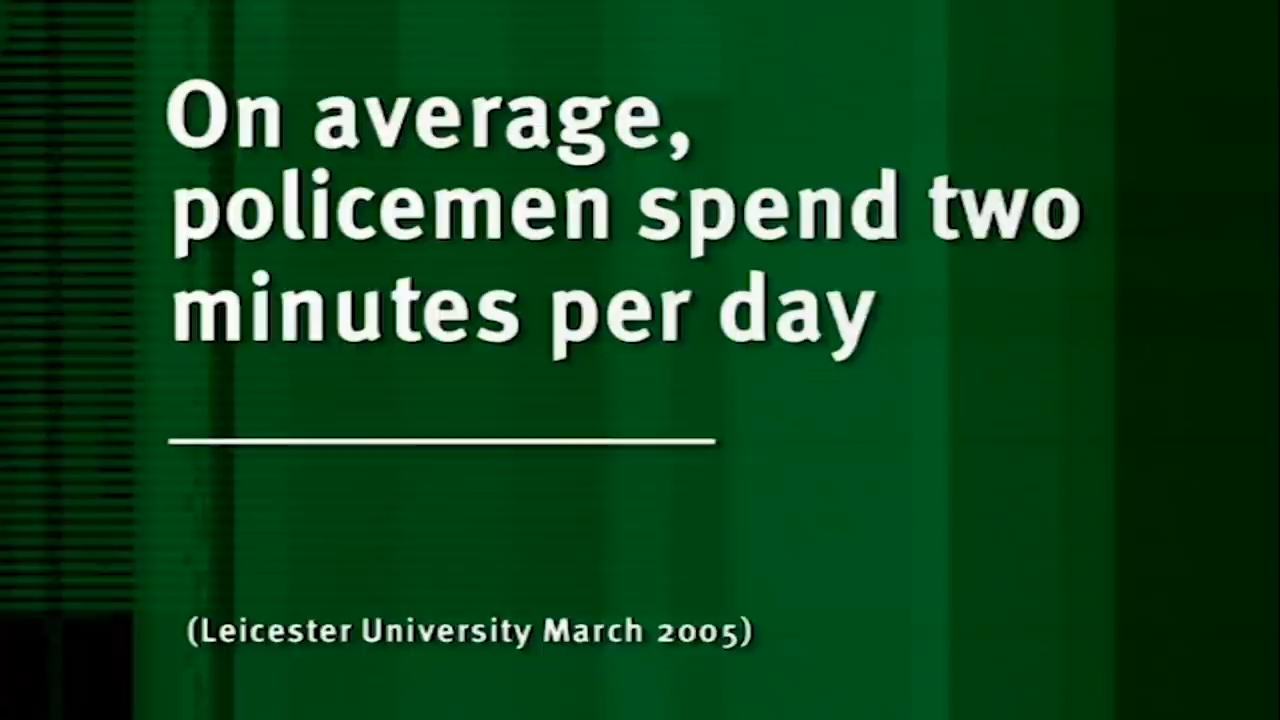 On average,
policemen spend two
minutes per day
(Leicester University March 2005)